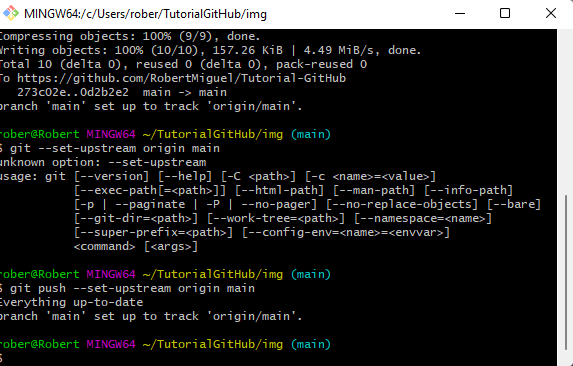 MINGW64:/c/Users/rober/TutorialGitHub/img
Compressing objects: 100% (9/9), done.
Writing objects: 100% (10/10), 157.26 KiB | 4.49 MiB/s, done.
Total 10 (delta 0), reused 0 (delta 0), pack-reused 0
To https://github.com/RobertMiguel/Tutorial-GitHub
   273c02e..0d2b2e2  main -> main
branch 'main' set up to track 'origin/main'.

rober@Robert MINGW64 ~/TutorialGitHub/img (main)
$ git --set-upstream origin main
unknown option: --set-upstream
usage: git [--version] [--help] [-C <path>] [-c <name>=<value>]
           [--exec-path[=<path>]] [--html-path] [--man-path] [--info-path]
           [-p | --paginate | -P | --no-pager] [--no-replace-objects] [--bare]
           [--git-dir=<path>] [--work-tree=<path>] [--namespace=<name>]
           [--super-prefix=<path>] [--config-env=<name>=<envvar>]
           <command> [<args>]

rober@Robert MINGW64 ~/TutorialGitHub/img (main)
$ git push --set-upstream origin main
Everything up-to-date
branch 'main' set up to track 'origin/main'.

rober@Robert MINGW64 ~/TutorialGitHub/img (main)
$